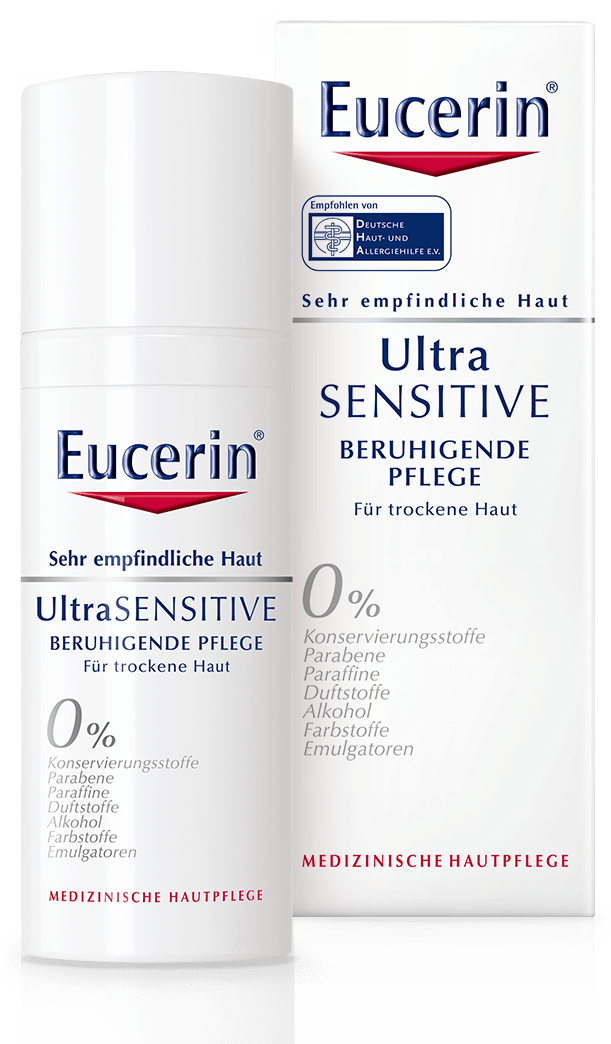 Eucerin®
Empfohlen von
DEUTSCHE
HAUT- UND
ALLERGIEHILFE E.V.
Sehr empfindliche Haut
Ultra
SENSITIVE
BERUHIGENDE
PFLEGE
Für trockene Haut
0%
Konservierungsstoffe
Parabene
Paraffine
Duftstoffe
Alkohol
Farbstoffe
Emulgatoren
MEDIZINISCHE HAUTPFLEGE
Eucerin®
Sehr empfindliche Haut
UltraSENSITIVE
BERUHIGENDE PFLEGE
Für trockene Haut
0%
Konservierungsstoffe
Parabene
Paraffine
Duftstoffe
Alkohol
Farbstoffe
Emulgatoren
MEDIZINISCHE HAUTPFLEGE